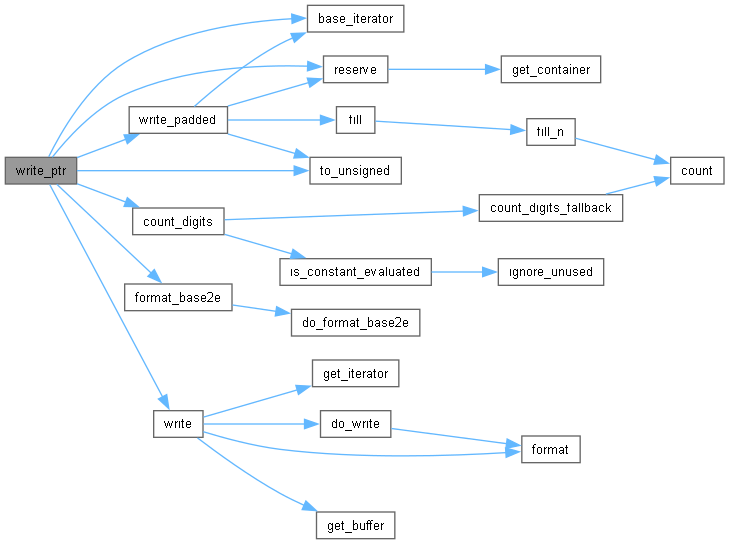 base_iterator
reserve
get_container
write_padded
fill
fill_n
write_ptr
to_unsigned
count
count_digits
count_digits_fallback
is_constant_evaluated
ignore_unused
format_base2e
do_format_base2e
get_iterator
write
do_write
format
get_buffer